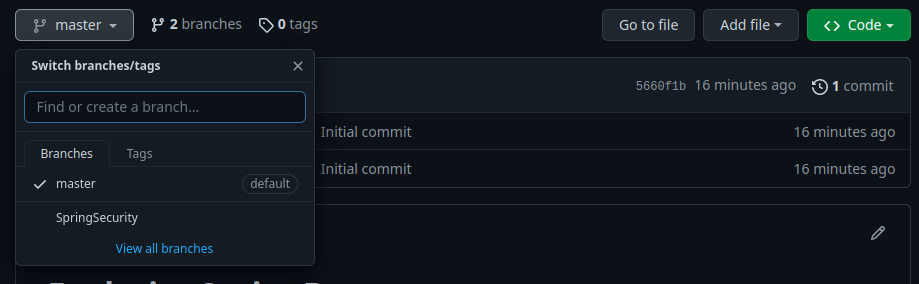 master 2 branches 0 tags Go to file Add file Code
Switch branches/tags
5660f1b 16 minutes ago 1 commit
Find or create a branch...
Initial commit 16 minutes ago
Branches Tags
Initial commit 16 minutes ago
master default
SpringSecurity
View all branches